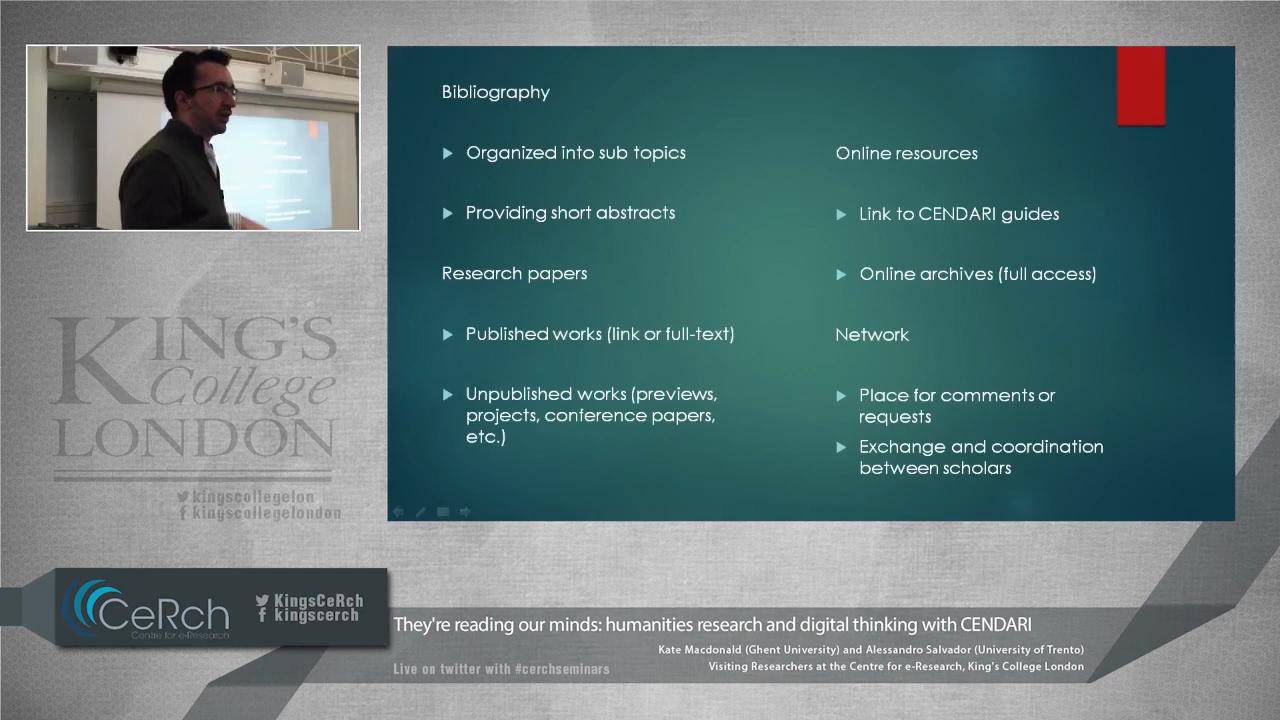 Bibliography
Organized into sub topics
Providing short abstracts
Research papers
Published works (link or full-text)
Unpublished works (previews,
projects, conference papers,
etc.)
Online resources
Link to CENDARI guides
Online archives (full access)
Network
Place for comments or
requests
Exchange and coordination
between scholars
KING'S
College
LONDON
kingscollegelon
kingscollegelondon
CeRch
Centre for e-Research
KingsCeRch
kingscerch
They're reading our minds: humanities research and digital thinking with CENDARI
Kate Macdonald (Ghent University) and Alessandro Salvador (University of Trento)
Visiting Researchers at the Centre for e-Research, King's College London
Live on twitter with #cerchseminars